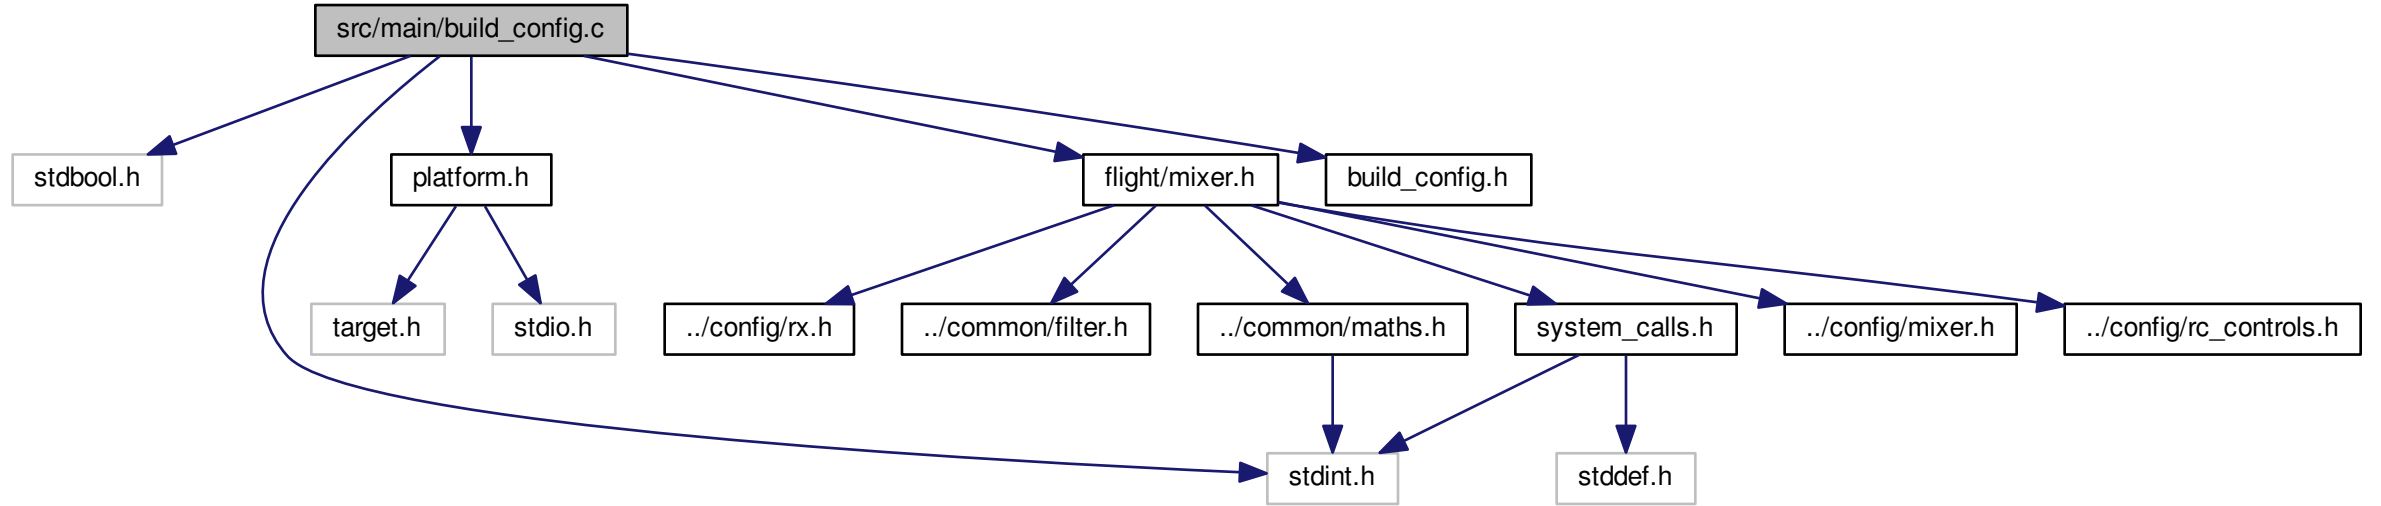 src/main/build_config.c
stdbool.h
platform.h
flight/mixer.h
build_config.h
target.h
stdio.h
../config/rx.h
../common/filter.h
../common/maths.h
system_calls.h
../config/mixer.h
../config/rc_controls.h
stdint.h
stddef.h